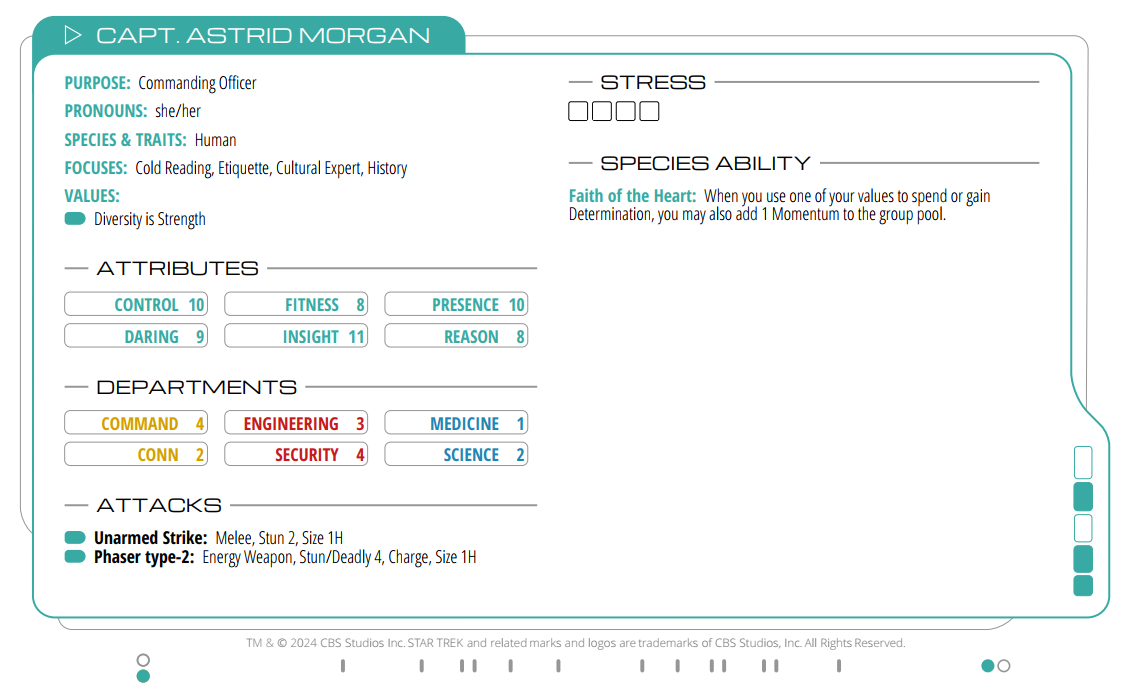 CAPT. ASTRID MORGAN
PURPOSE: Commanding Officer
PRONOUNS: she/her
SPECIES & TRAITS: Human
FOCUSES: Cold Reading, Etiquette, Cultural Expert, History
VALUES:
Diversity is Strength
ATTRIBUTES
CONTROL 10 FITNESS 8 PRESENCE 10
DARING 9 INSIGHT 11 REASON 8
DEPARTMENTS
COMMAND 4 ENGINEERING 3 MEDICINE 1
CONN 2 SECURITY 4 SCIENCE 2
ATTACKS
Unarmed Strike: Melee, Stun 2, Size 1H
Phaser type-2: Energy Weapon, Stun/Deadly 4, Charge, Size 1H
STRESS
SPECIES ABILITY
Faith of the Heart: When you use one of your values to spend or gain
Determination, you may also add 1 Momentum to the group pool.
TM & © 2024 CBS Studios Inc. STAR TREK and related marks and logos are trademarks of CBS Studios, Inc. All Rights Reserved.